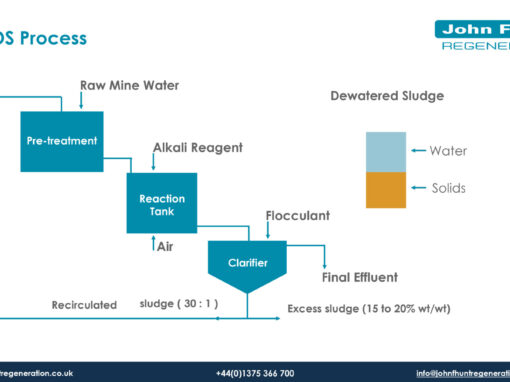 DS Process
John F
REGENER
Raw Mine Water
Dewatered Sludge
Pre-treatment
Alkali Reagent
Water
Reaction
Tank
Solids
Flocculant
Air
Clarifier
Final Effluent
Recirculated sludge ( 30 : 1 )
Excess sludge (15 to 20% wt/wt)
tregeneration.co.uk
+44(0)1375 366 700
info@johnfhuntregeneration